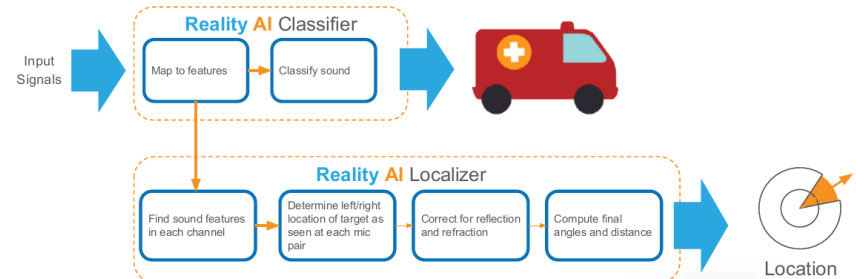 Reality AI Classifier
Input
Signals
Map to features
Classify sound
Reality AI Localizer
Find sound features
in each channel
Determine left/right
location of target as
seen at each mic
pair
Correct for reflection
and refraction
Compute final
angles and distance
Location